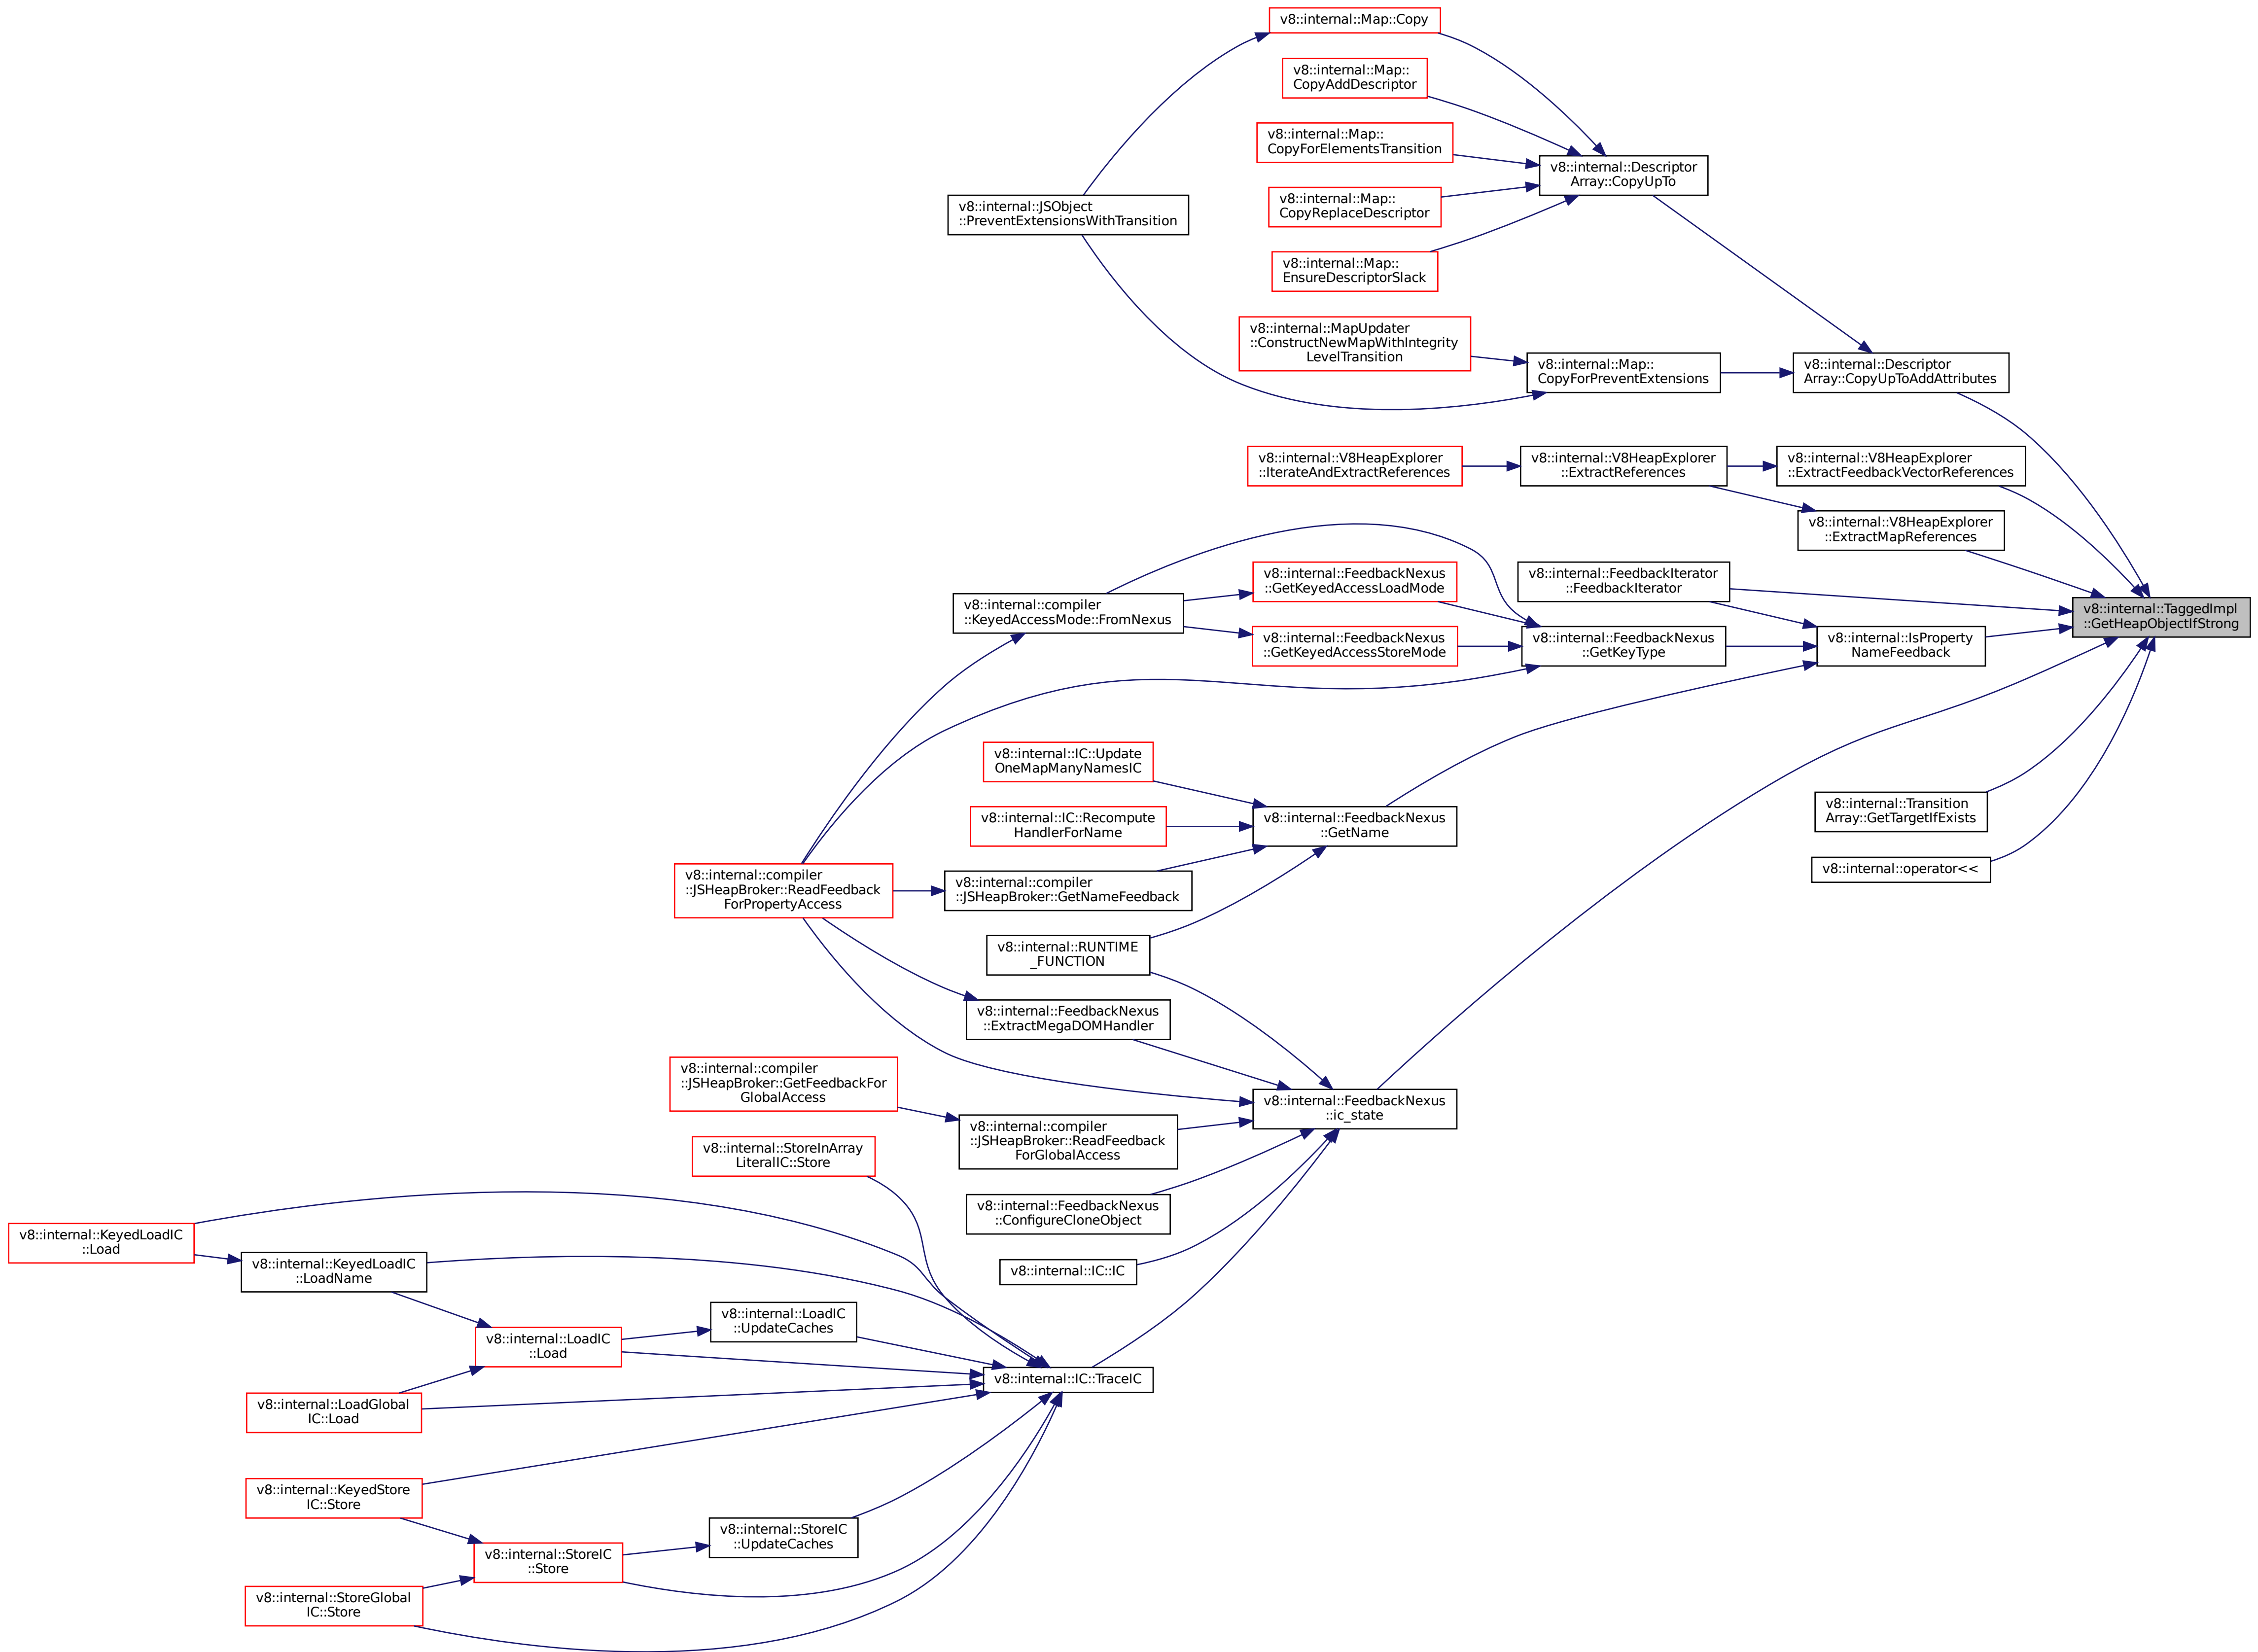 v8::internal::Map::Copy
v8::internal::Map::
CopyAddDescriptor
v8::internal::Map::
CopyForElementsTransition
v8::internal::Descriptor
Array::CopyUpTo
v8::internal::Map::
CopyReplaceDescriptor
v8::internal::JSObject
::PreventExtensionsWithTransition
v8::internal::Map::
EnsureDescriptorSlack
v8::internal::MapUpdater
::ConstructNewMapWithIntegrity
LevelTransition
v8::internal::Map::
CopyForPreventExtensions
v8::internal::Descriptor
Array::CopyUpToAddAttributes
v8::internal::V8HeapExplorer
::IterateAndExtractReferences
v8::internal::V8HeapExplorer
::ExtractReferences
v8::internal::V8HeapExplorer
::ExtractFeedbackVectorReferences
v8::internal::V8HeapExplorer
::ExtractMapReferences
v8::internal::FeedbackNexus
::GetKeyedAccessLoadMode
v8::internal::FeedbackIterator
::FeedbackIterator
v8::internal::compiler
::KeyedAccessMode::FromNexus
v8::internal::TaggedImpl
::GetHeapObjectIfStrong
v8::internal::FeedbackNexus
::GetKeyedAccessStoreMode
v8::internal::FeedbackNexus
::GetKeyType
v8::internal::IsProperty
NameFeedback
v8::internal::IC::Update
OneMapManyNamesIC
v8::internal::Transition
Array::GetTargetIfExists
v8::internal::IC::Recompute
HandlerForName
v8::internal::FeedbackNexus
::GetName
v8::internal::operator<<
v8::internal::compiler
::JSHeapBroker::ReadFeedback
ForPropertyAccess
v8::internal::compiler
::JSHeapBroker::GetNameFeedback
v8::internal::RUNTIME
_FUNCTION
v8::internal::FeedbackNexus
::ExtractMegaDOMHandler
v8::internal::compiler
::JSHeapBroker::GetFeedbackFor
GlobalAccess
v8::internal::FeedbackNexus
::ic_state
v8::internal::compiler
::JSHeapBroker::ReadFeedback
ForGlobalAccess
v8::internal::StoreInArray
LiteralIC::Store
v8::internal::FeedbackNexus
::ConfigureCloneObject
v8::internal::KeyedLoadIC
::Load
v8::internal::KeyedLoadIC
::LoadName
v8::internal::IC::IC
v8::internal::LoadIC
::UpdateCaches
v8::internal::LoadIC
::Load
v8::internal::IC::TraceIC
v8::internal::LoadGlobal
IC::Load
v8::internal::KeyedStore
IC::Store
v8::internal::StoreIC
::UpdateCaches
v8::internal::StoreIC
::Store
v8::internal::StoreGlobal
IC::Store